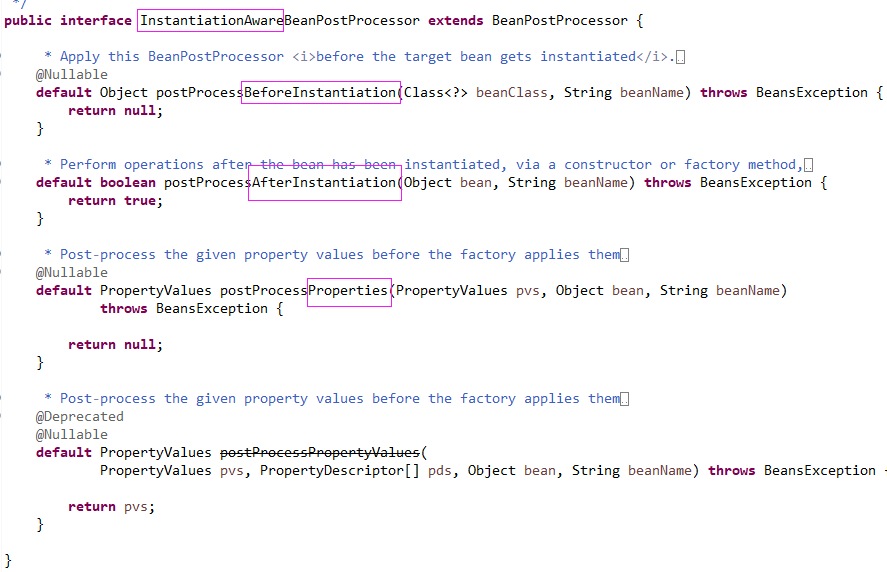 */
public interface InstantiationAwareBeanPostProcessor extends BeanPostProcessor {
* Apply this BeanPostProcessor <i>before the target bean gets instantiated</i>.
@Nullable
default Object postProcessBeforeInstantiation(Class<?> beanClass, String beanName) throws BeansException {
return null;
}
* Perform operations after the bean has been instantiated, via a constructor or factory method,
default boolean postProcessAfterInstantiation(Object bean, String beanName) throws BeansException {
return true;
}
* Post-process the given property values before the factory applies them
@Nullable
default PropertyValues postProcessProperties(PropertyValues pvs, Object bean, String beanName)
throws BeansException {
return null;
}
* Post-process the given property values before the factory applies them
@Deprecated
@Nullable
default PropertyValues postProcessPropertyValues(
PropertyValues pvs, PropertyDescriptor[] pds, Object bean, String beanName) throws BeansException
return pvs;
}
}